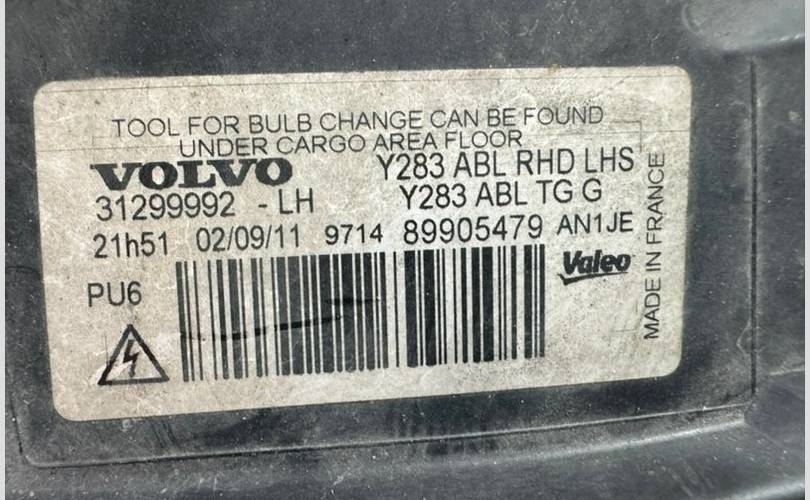 TOOL FOR BULB CHANGE CAN BE FOUND
UNDER CARGO AREA FLOOR
VOLVO Y283 ABL RHD LHS
31299992 - LH Y283 ABL TG G
21h51 02/09/11 9714 89905479 AN1JE
PU6
Valeo
MADE IN FRANCE